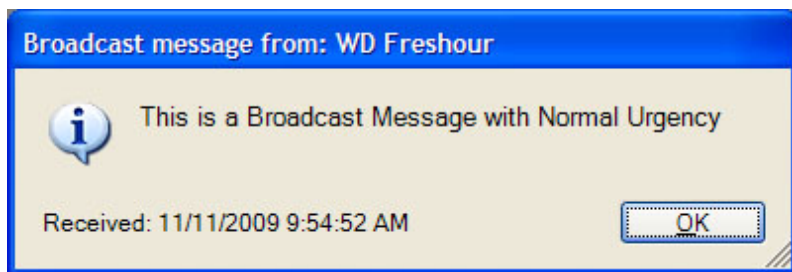 Broadcast message from: WD Freshour
This is a Broadcast Message with Normal Urgency
Received: 11/11/2009 9:54:52 AM
OK